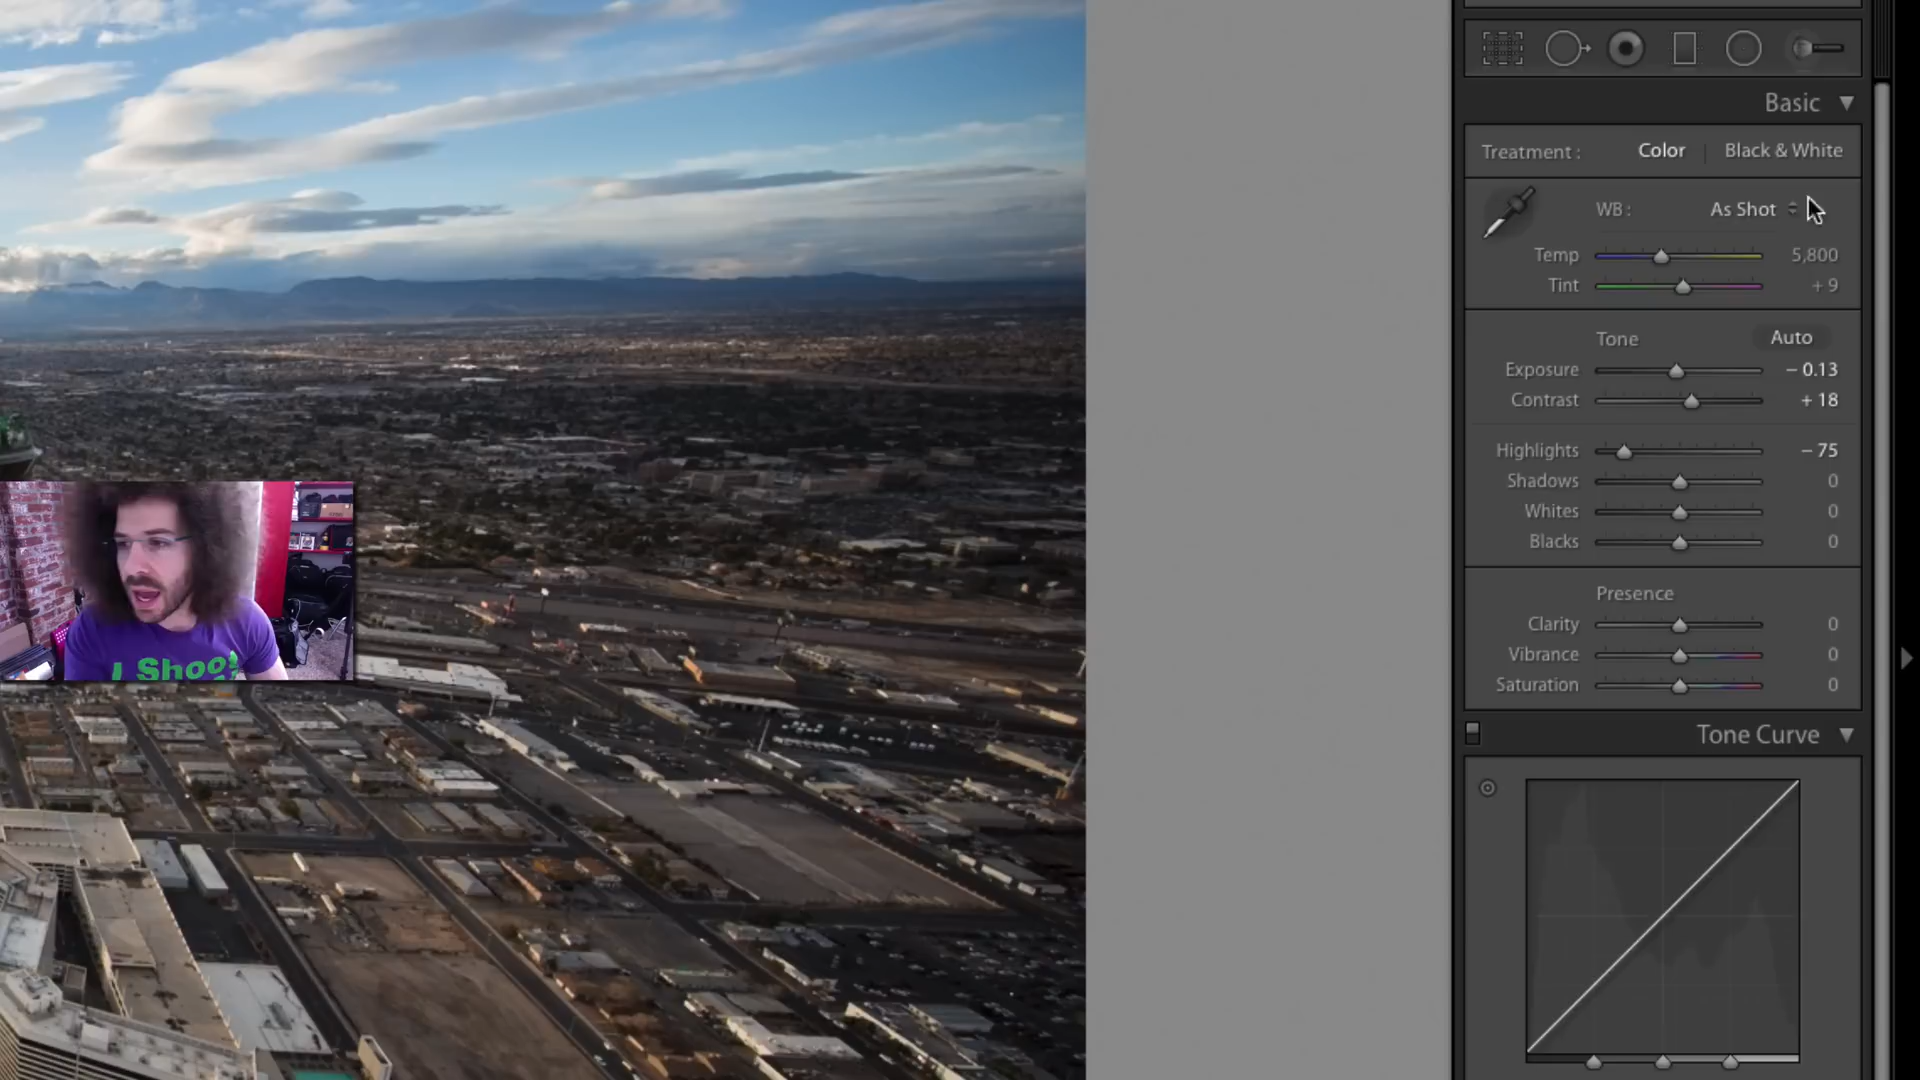 Basic
Treatment : Color | Black & White
WB : As Shot
Temp 5,800
Tint + 9
Tone Auto
Exposure − 0.13
Contrast + 18
Highlights − 75
Shadows 0
Whites 0
Blacks 0
Presence
Clarity 0
Vibrance 0
Saturation 0
Tone Curve
I Shoot